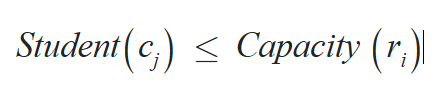 Student(c_j) ≤ Capacity (r_i)